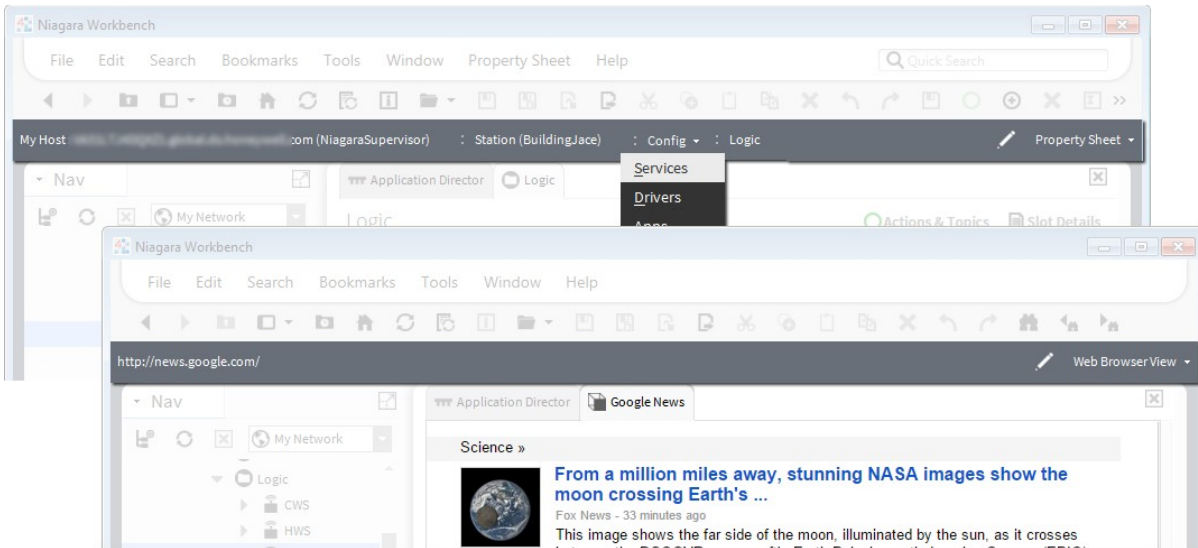 Niagara Workbench
File Edit Search Bookmarks Tools Window Property Sheet Help Quick Search
My Host .com (NiagaraSupervisor) : Station (BuildingJace) : Config : Logic Property Sheet
Nav Application Director Logic Services
My Network Drivers
Logic Actions & Topics Slot Details
Niagara Workbench
File Edit Search Bookmarks Tools Window Help
http://news.google.com/ Web Browser View
Nav Application Director Google News
My Network Science »
Logic From a million miles away, stunning NASA images show the
CWS moon crossing Earth's ...
Fox News - 33 minutes ago
HWS This image shows the far side of the moon, illuminated by the sun, as it crosses